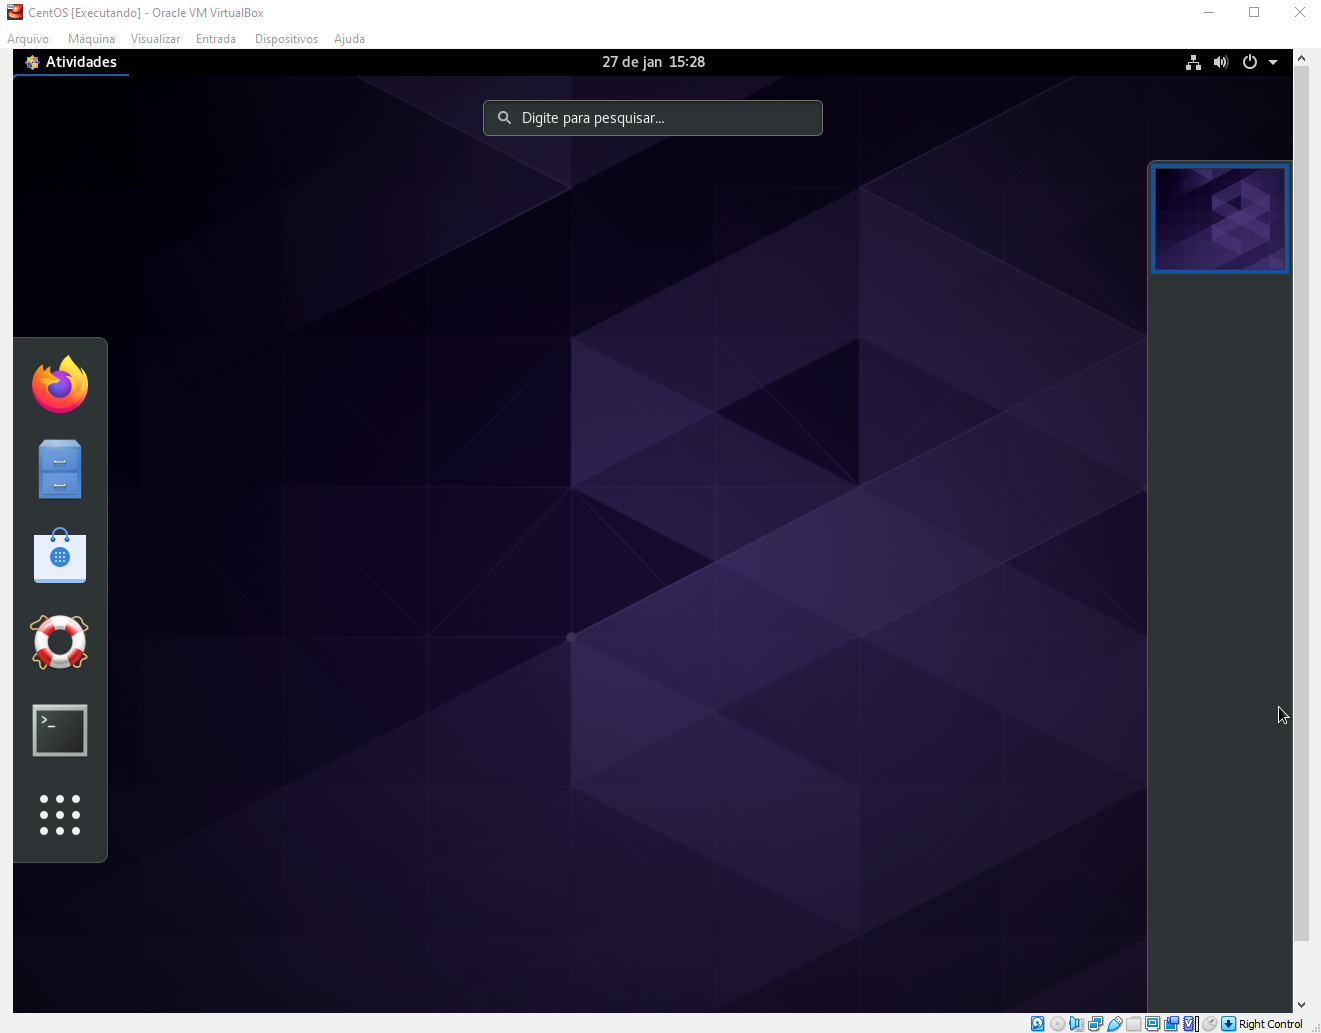 CentOS [Executando] - Oracle VM VirtualBox
Arquivo Máquina Visualizar Entrada Dispositivos Ajuda
Atividades 27 de jan 15:28
Digite para pesquisar...
>_
Right Control